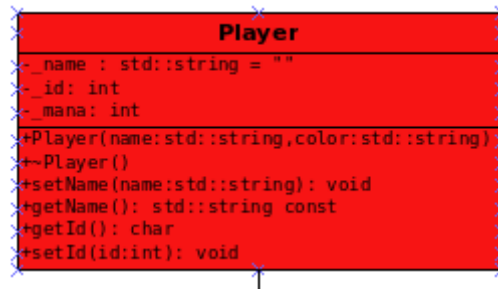 Player
-_name : std::string = ""
-_id: int
-_mana: int
+Player(name:std::string,color:std::string)
+~Player()
+setName(name:std::string): void
+getName(): std::string const
+getId(): char
+setId(id:int): void